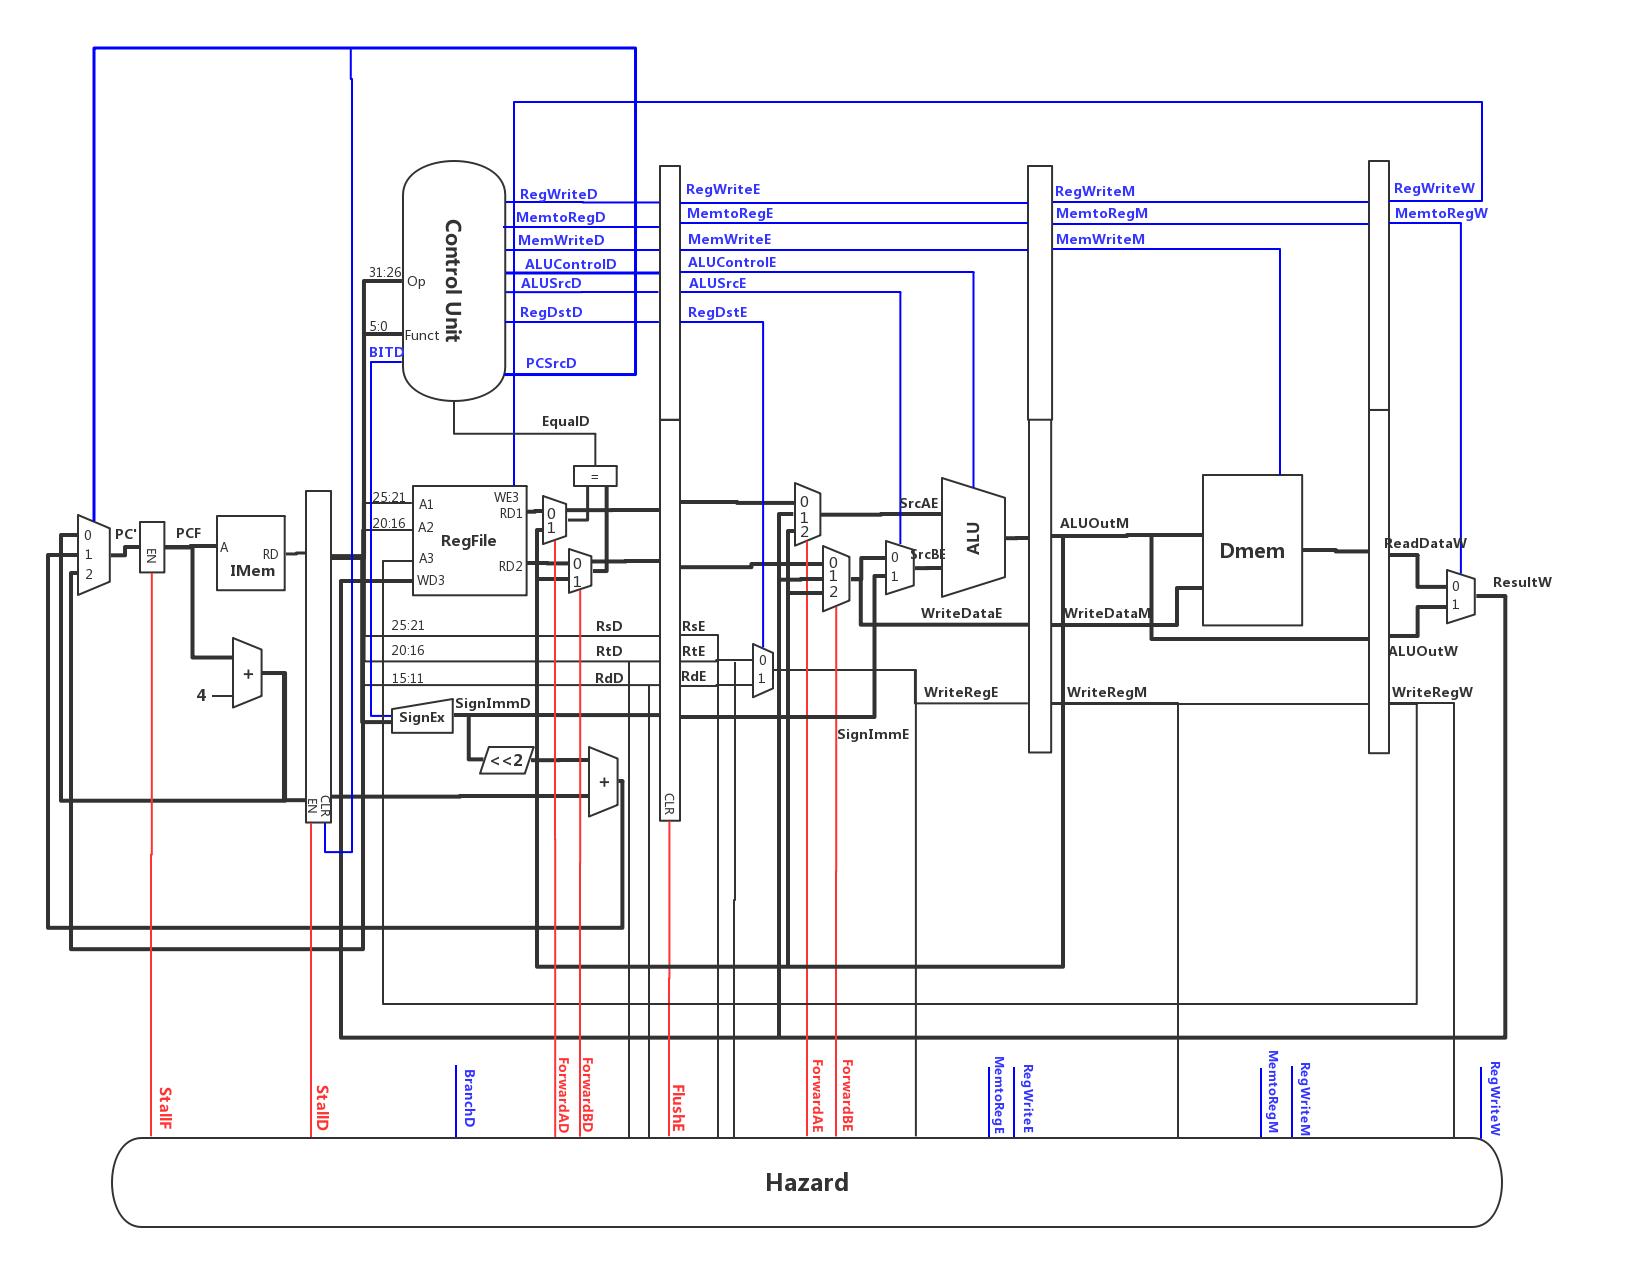 RegWriteD
RegWriteE
RegWriteM
RegWriteW
MemtoRegD
MemtoRegE
MemtoRegM
MemtoRegW
MemWriteD
MemWriteE
MemWriteM
Control Unit
31:26
Op
ALUControlD
ALUControlE
ALUSrcD
ALUSrcE
RegDstD
RegDstE
5:0
Funct
BITD
PCSrcD
EqualD
=
25:21
A1
WE3
RD1
0
1
0
1
2
SrcAE
ALU
ALUOutM
20:16
A2
RegFile
A3
RD2
WD3
0
1
0
1
2
0
1
SrcBE
Dmem
ReadDataW
0
1
ResultW
0
1
2
PC'
EN
PCF
A
RD
IMem
25:21
RsD
RsE
WriteDataE
WriteDataM
20:16
RtD
RtE
0
1
ALUOutW
15:11
RdD
RdE
+
4
SignEx
SignImmD
WriteRegE
WriteRegM
WriteRegW
SignImmE
<<2
+
EN
CLR
CLR
StallF
StallD
BranchD
ForwardAD
ForwardBD
FlushE
ForwardAE
ForwardBE
MemtoRegE
RegWriteE
MemtoRegM
RegWriteM
RegWriteW
Hazard